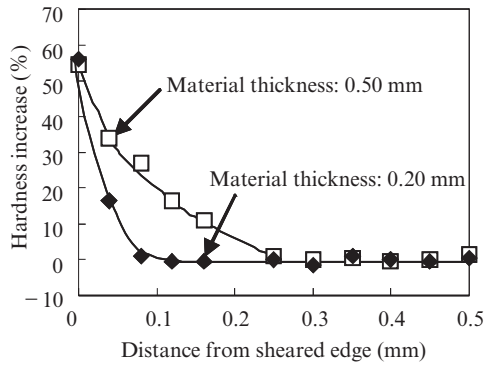 70
60
50
40
30
20
10
0
− 10
Hardness increase (%)
Material thickness: 0.50 mm
Material thickness: 0.20 mm
0 0.1 0.2 0.3 0.4 0.5
Distance from sheared edge (mm)